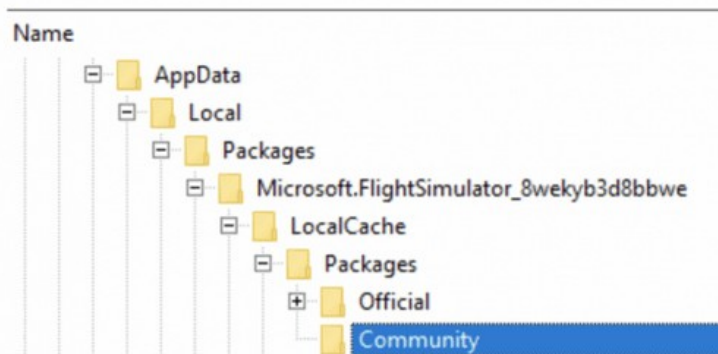 Name
AppData
Local
Packages
Microsoft.FlightSimulator_8wekyb3d8bbwe
LocalCache
Packages
Official
Community